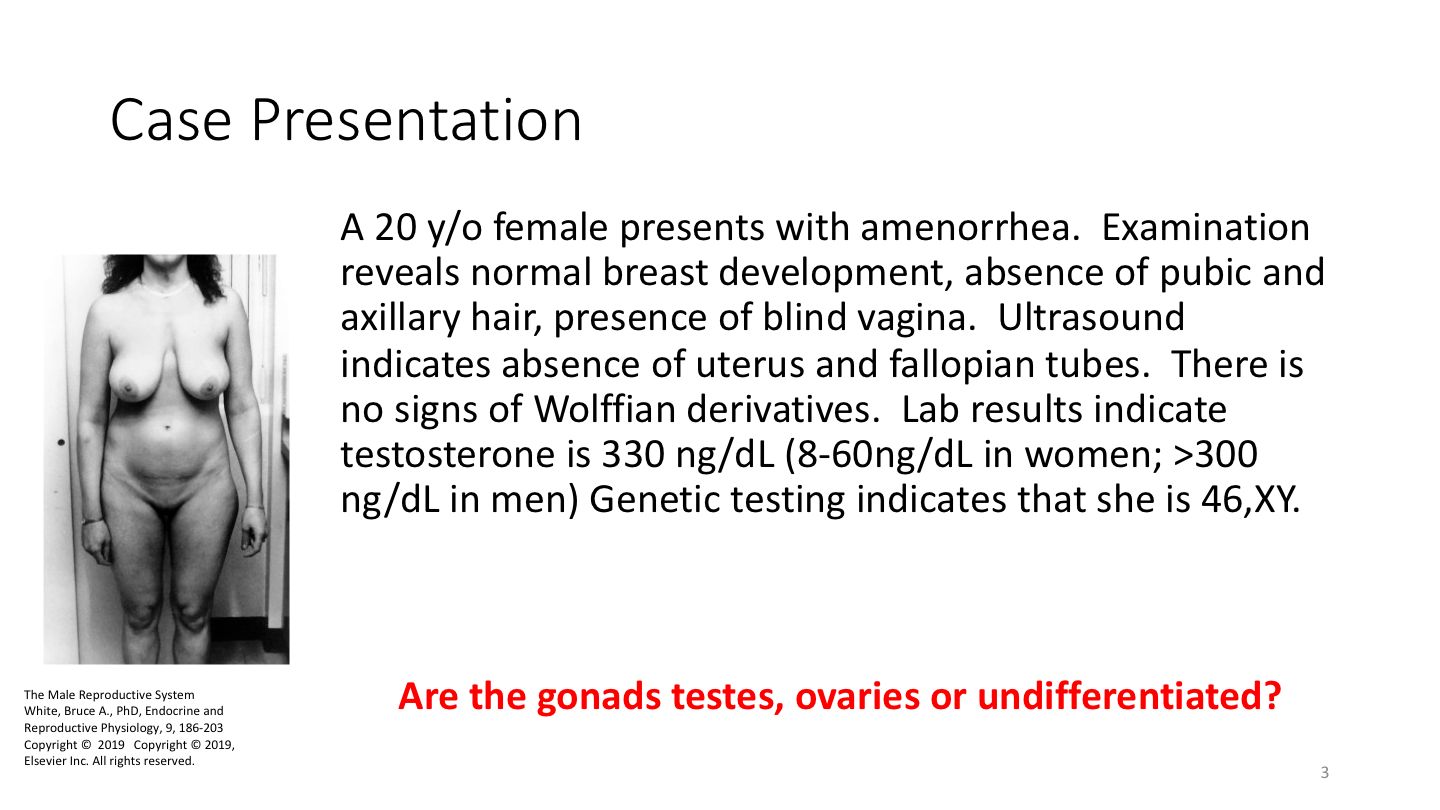 Case Presentation
A 20 y/o female presents with amenorrhea.  Examination
reveals normal breast development, absence of pubic and
axillary hair, presence of blind vagina.  Ultrasound
indicates absence of uterus and fallopian tubes.  There is
no signs of Wolffian derivatives.  Lab results indicate
testosterone is 330 ng/dL (8-60ng/dL in women; >300
ng/dL in men) Genetic testing indicates that she is 46,XY.
Are the gonads testes, ovaries or undifferentiated?
The Male Reproductive System
White, Bruce A., PhD, Endocrine and
Reproductive Physiology, 9, 186-203
Copyright ©  2019   Copyright © 2019,
Elsevier Inc. All rights reserved.
3